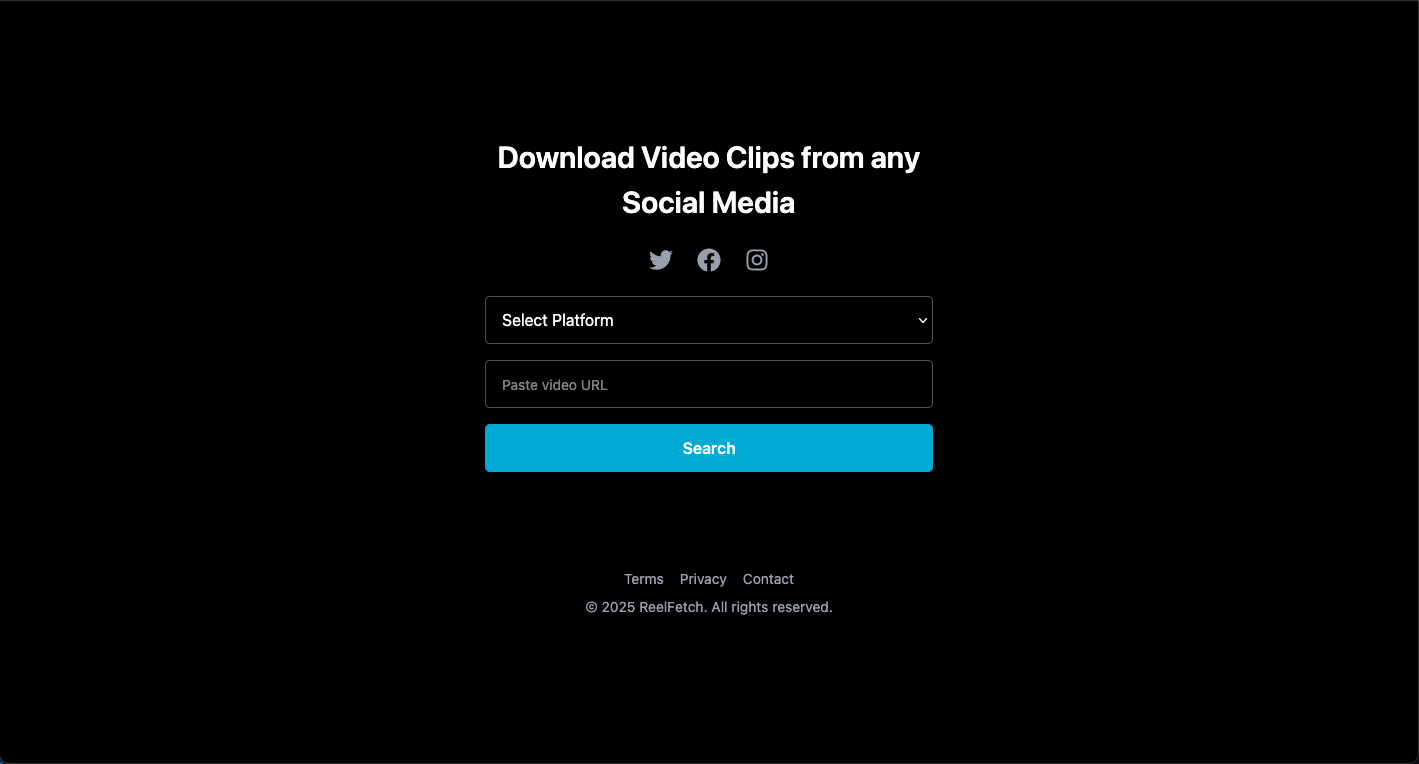 Download Video Clips from any
Social Media
Select Platform
Paste video URL
Search
Terms Privacy Contact
© 2025 ReelFetch. All rights reserved.